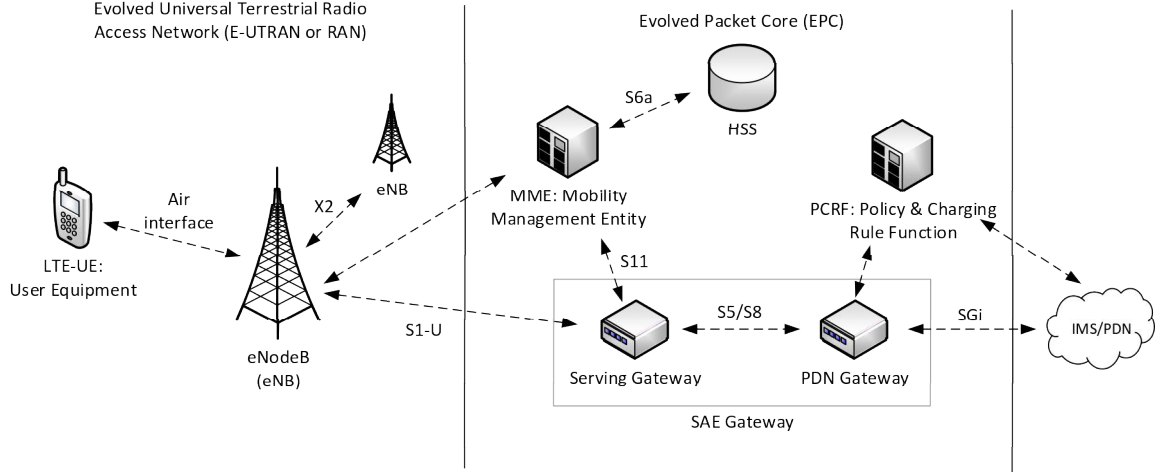 Evolved Universal Terrestrial Radio
Access Network (E-UTRAN or RAN)
Evolved Packet Core (EPC)
S6a
HSS
eNB
X2
Air
interface
LTE-UE:
User Equipment
MME: Mobility
Management Entity
PCRF: Policy & Charging
Rule Function
S11
S1-U
S5/S8
SGi
IMS/PDN
eNodeB
(eNB)
Serving Gateway
PDN Gateway
SAE Gateway